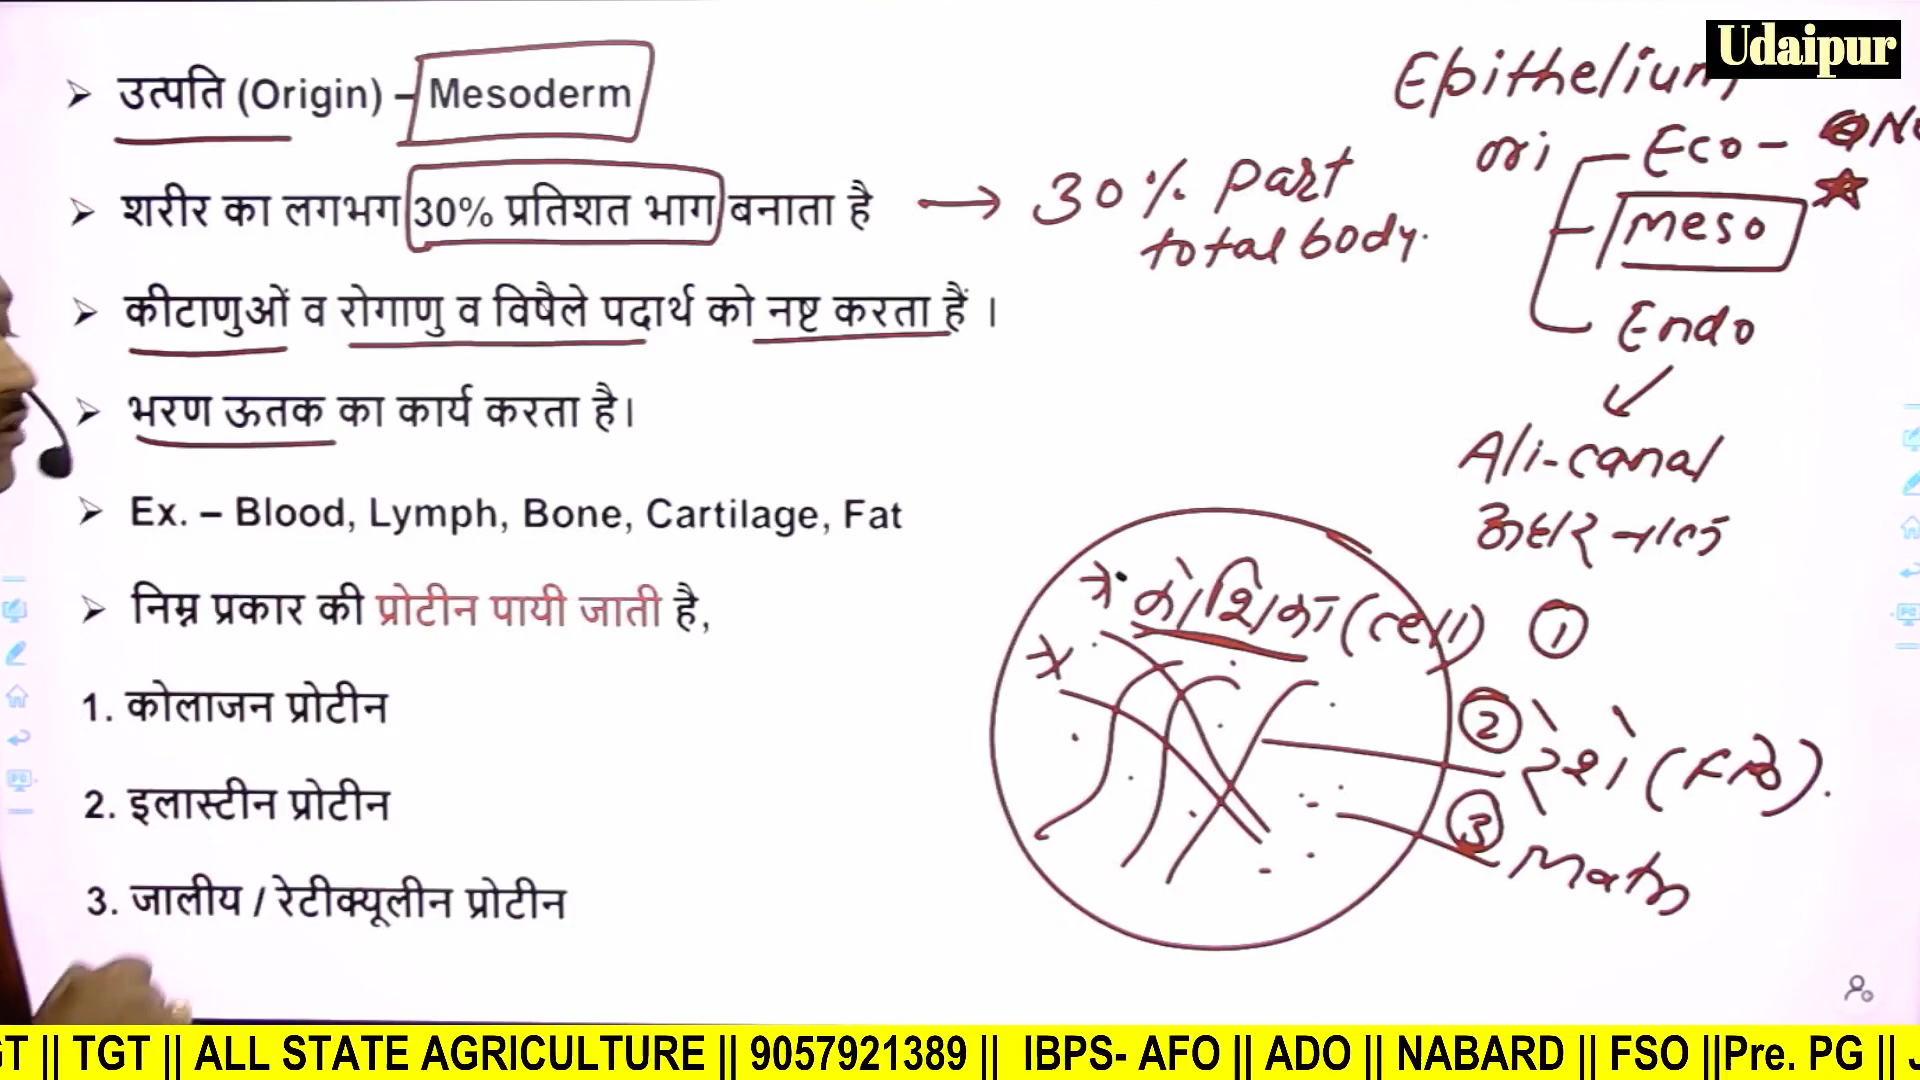 Udaipur
उत्पति (Origin) – Mesoderm
शरीर का लगभग 30% प्रतिशत भाग बनाता है
कीटाणुओं व रोगाणु व विषैले पदार्थ को नष्ट करता हैं ।
भरण ऊतक का कार्य करता है।
Ex. – Blood, Lymph, Bone, Cartilage, Fat
निम्न प्रकार की प्रोटीन पायी जाती है,
1. कोलाजन प्रोटीन
2. इलास्टीन प्रोटीन
3. जालीय / रेटीक्यूलीन प्रोटीन
Epithelium
ori
Eco –
Meso
Endo
→ 30% part
total body.
Ali-canal
कोशिका (cell) ①
② रेशे
③
GT || TGT || ALL STATE AGRICULTURE || 9057921389 || IBPS- AFO || ADO || NABARD || FSO ||Pre. PG || J